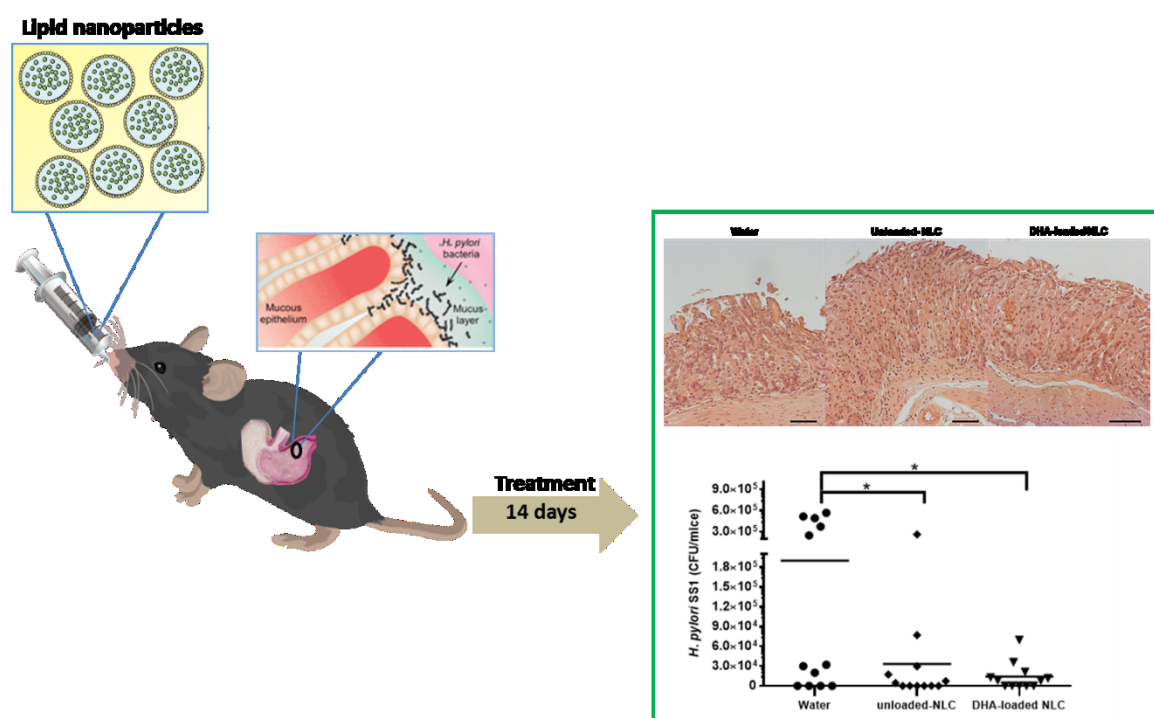 Lipid nanoparticles
H. pylori
bacteria
Mucous
epithelium
Mucus
layer
Treatment
14 days
Water
Unloaded-NLC
DHA-loadedNLC
*
*
H. pylori SS1 (CFU/mice)
9.0×10⁵
6.0×10⁵
3.0×10⁵
1.8×10⁵
1.5×10⁵
1.2×10⁵
9.0×10⁴
6.0×10⁴
3.0×10⁴
0
Water unloaded-NLC DHA-loaded NLC